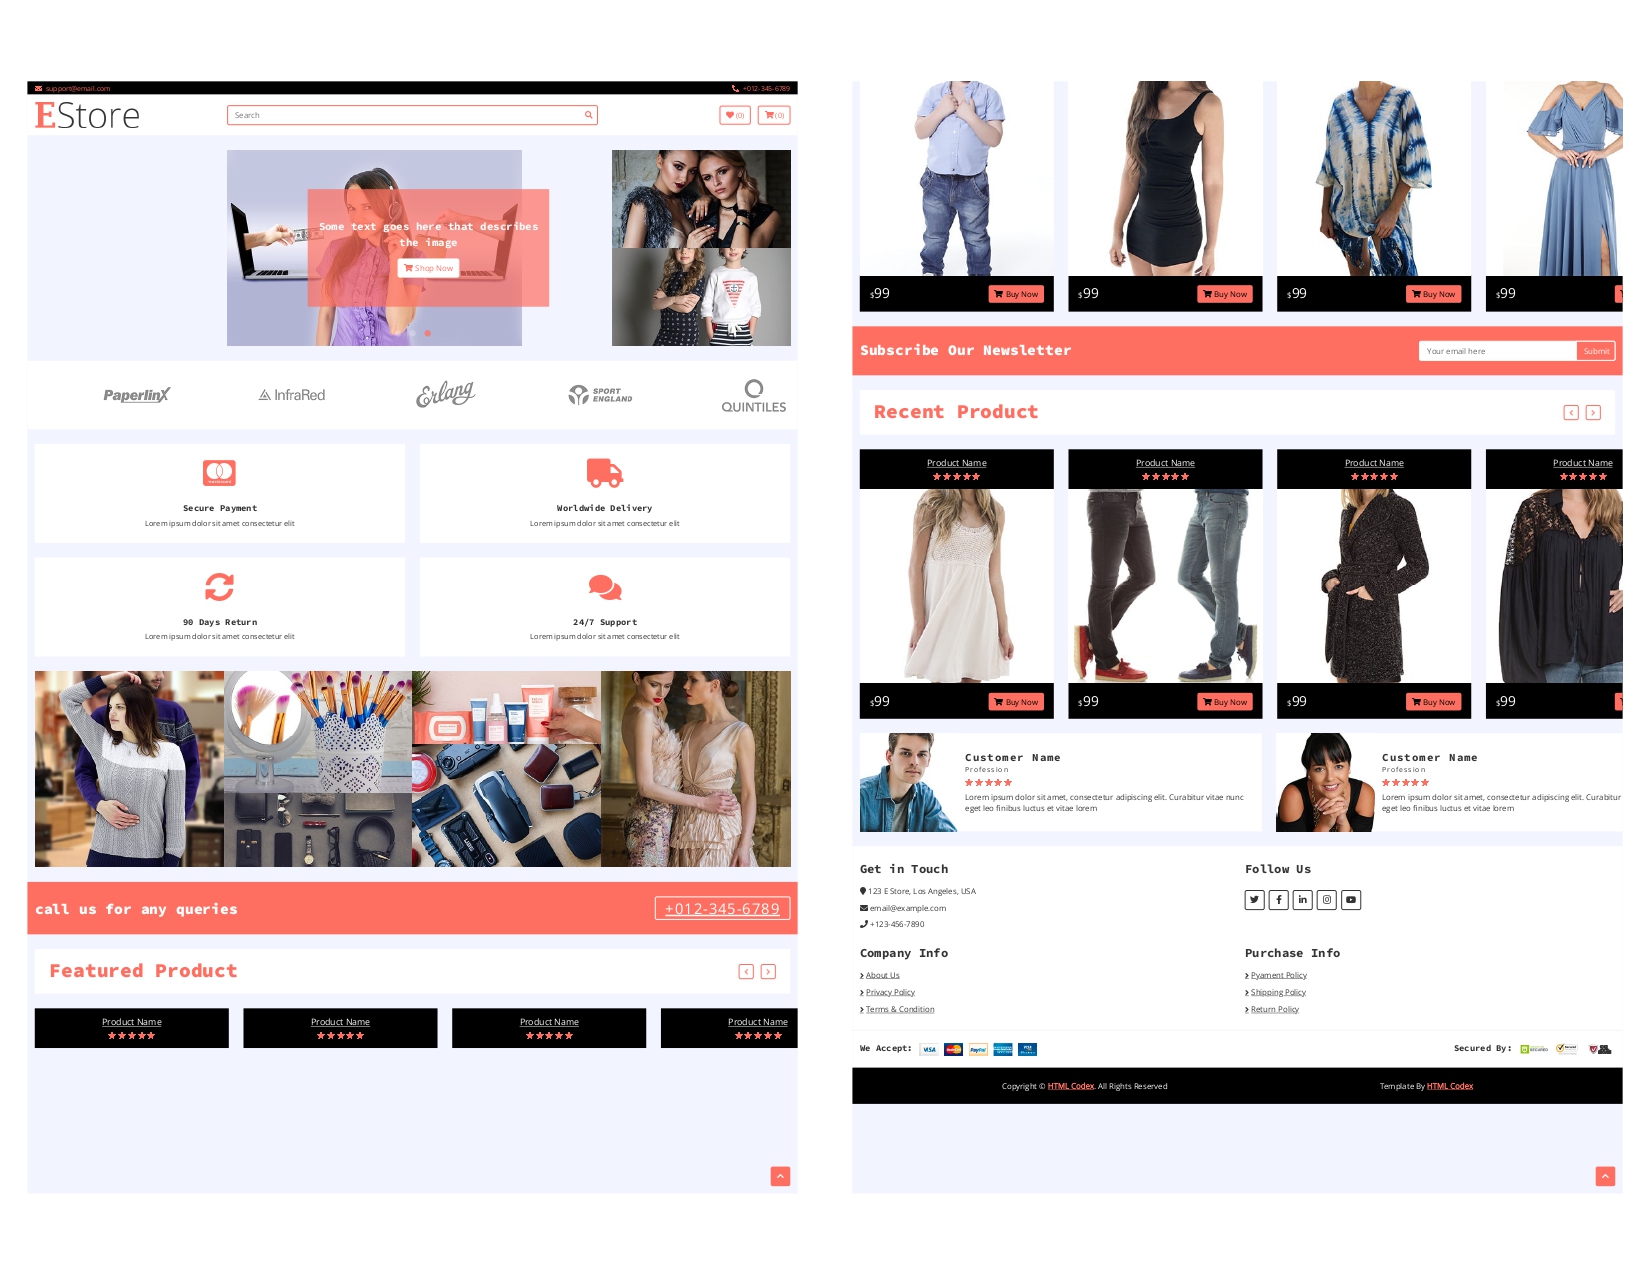 support@email.com
+012-345-6789
EStore
Search
(0)
(0)
Some text goes here that describes
the image
Shop Now
PaperlinX
InfraRed
Erlang
SPORT
ENGLAND
QUINTILES
Secure Payment
Lorem ipsum dolor sit amet consectetur elit
Worldwide Delivery
Lorem ipsum dolor sit amet consectetur elit
90 Days Return
Lorem ipsum dolor sit amet consectetur elit
24/7 Support
Lorem ipsum dolor sit amet consectetur elit
call us for any queries
+012-345-6789
Featured Product
Product Name
Product Name
Product Name
Product Name
$99
Buy Now
$99
Buy Now
$99
Buy Now
$99
Subscribe Our Newsletter
Your email here
Submit
Recent Product
Product Name
Product Name
Product Name
Product Name
$99
Buy Now
$99
Buy Now
$99
Buy Now
$99
Customer Name
Profession
Lorem ipsum dolor sit amet, consectetur adipiscing elit. Curabitur vitae nunc
eget leo finibus luctus et vitae lorem
Customer Name
Profession
Lorem ipsum dolor sit amet, consectetur adipiscing elit. Curabitur
eget leo finibus luctus et vitae lorem
Get in Touch
123 E Store, Los Angeles, USA
email@example.com
+123-456-7890
Follow Us
Company Info
About Us
Privacy Policy
Terms & Condition
Purchase Info
Pyament Policy
Shipping Policy
Return Policy
We Accept:
VISA
PayPal
VISA
Secured By:
SECURED
Copyright © HTML Codex. All Rights Reserved
Template By HTML Codex